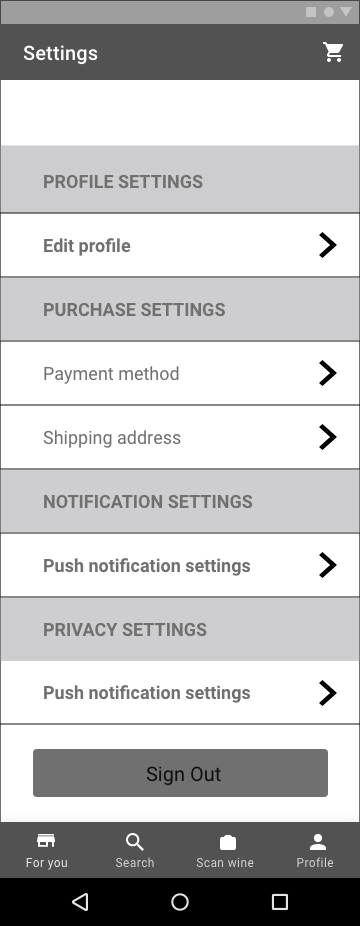 Settings
PROFILE SETTINGS
Edit profile
PURCHASE SETTINGS
Payment method
Shipping address
NOTIFICATION SETTINGS
Push notification settings
PRIVACY SETTINGS
Push notification settings
Sign Out
For you Search Scan wine Profile